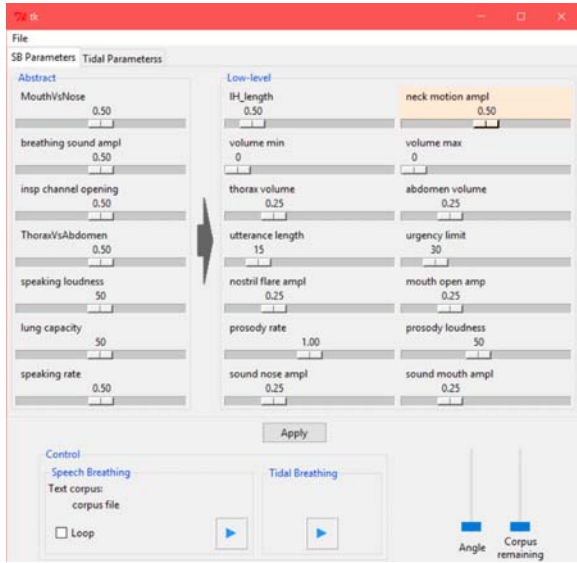 tk
File
SB Parameters Tidal Parameterss
Abstract
MouthVsNose
0.50
breathing sound ampl
0.50
insp channel opening
0.50
ThoraxVsAbdomen
0.50
speaking loudness
50
lung capacity
50
speaking rate
0.50
Low-level
IH_length
0.50
neck motion ampl
0.50
volume min
0
volume max
0
thorax volume
0.25
abdomen volume
0.25
utterance length
15
urgency limit
30
nostril flare ampl
0.25
mouth open amp
0.25
prosody rate
1.00
prosody loudness
50
sound nose ampl
0.25
sound mouth ampl
0.25
Apply
Control
Speech Breathing
Text corpus:
corpus file
Loop
Tidal Breathing
Angle
Corpus
remaining